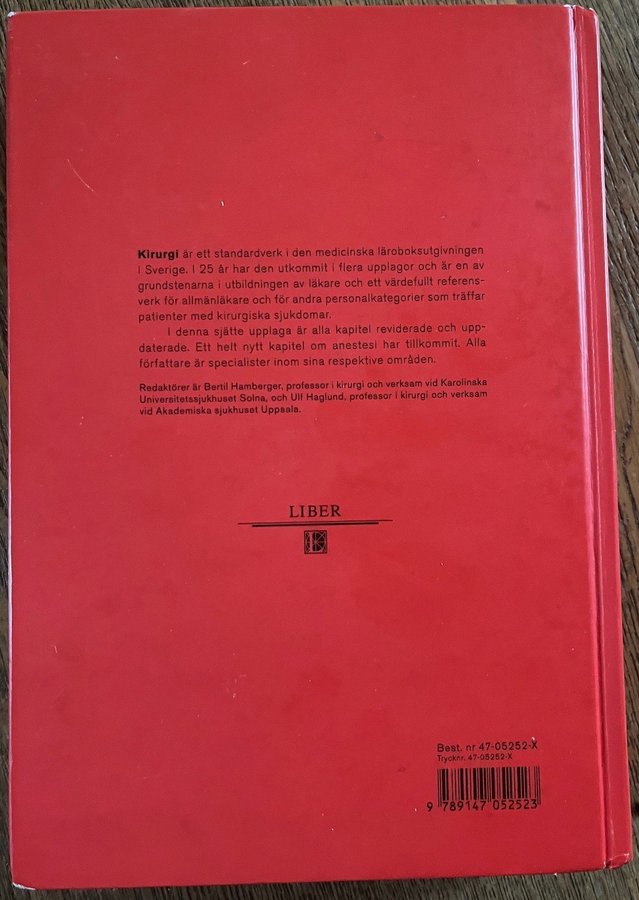 Kirurgi är ett standardverk i den medicinska läroboksutgivningen
i Sverige. I 25 år har den utkommit i flera upplagor och är en av
grundstenarna i utbildningen av läkare och ett värdefullt referens-
verk för allmänläkare och för andra personalkategorier som träffar
patienter med kirurgiska sjukdomar.
I denna sjätte upplaga är alla kapitel reviderade och upp-
daterade. Ett helt nytt kapitel om anestesi har tillkommit. Alla
författare är specialister inom sina respektive områden.
Redaktörer är Bertil Hamberger, professor i kirurgi och verksam vid Karolinska
Universitetssjukhuset Solna, och Ulf Haglund, professor i kirurgi och verksam
vid Akademiska sjukhuset Uppsala.
LIBER
Best. nr 47-05252-X
Trycknr. 47-05252-X
9 789147 052523